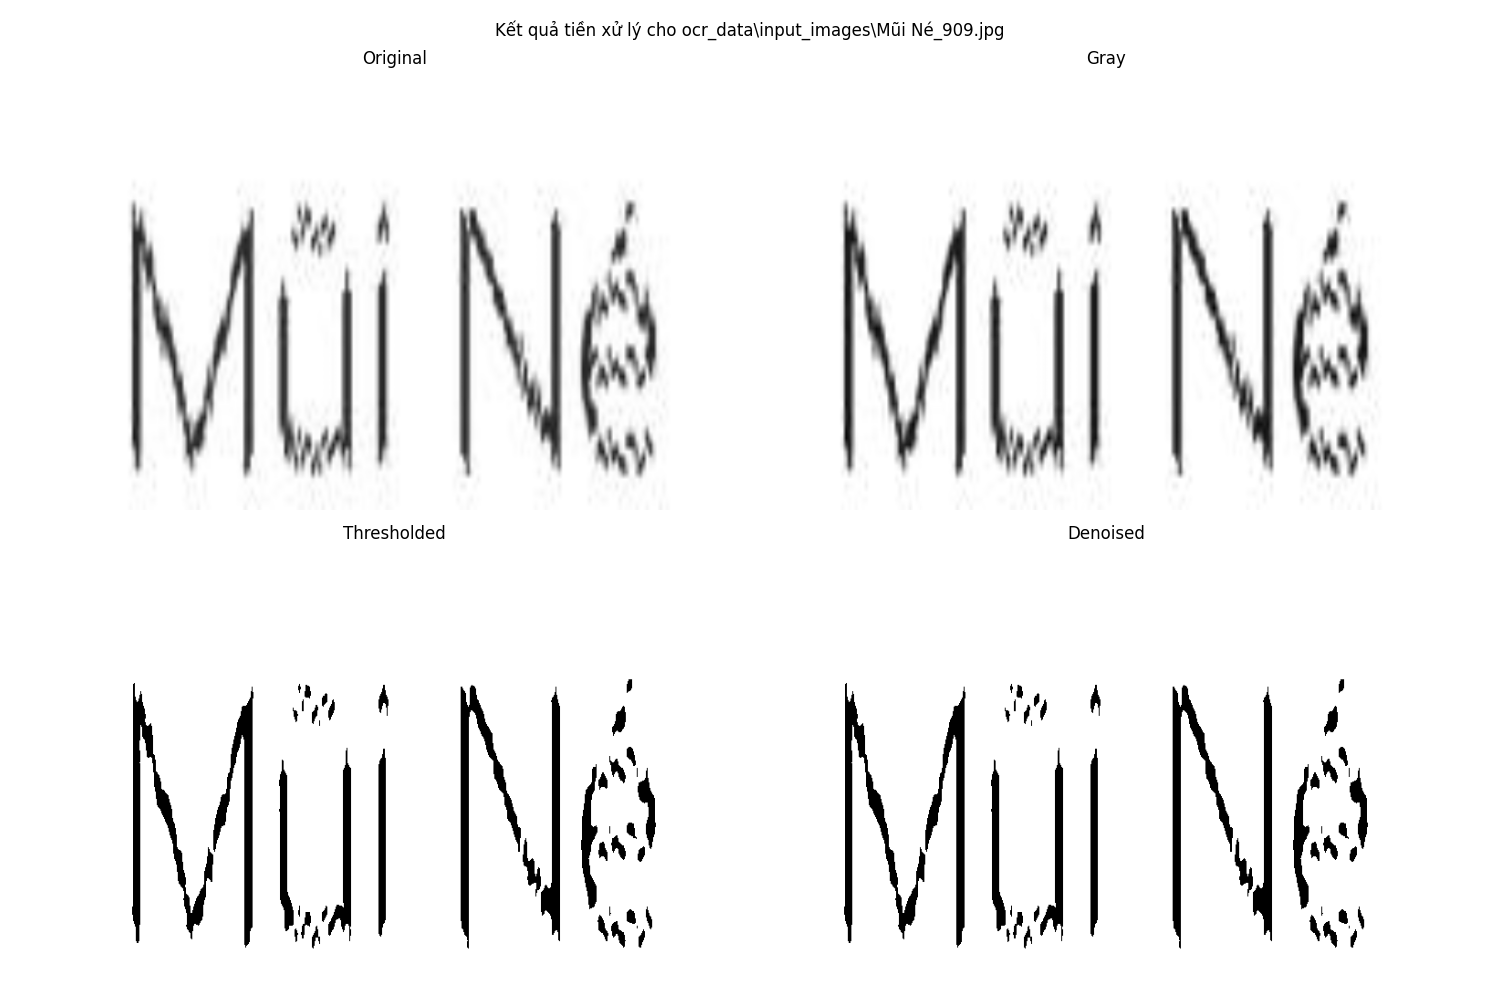 Kết quả tiền xử lý cho ocr_data\input_images\Mũi Né_909.jpg
Original
Gray
Mũi Né
Mũi Né
Thresholded
Denoised
Mũi Né
Mũi Né